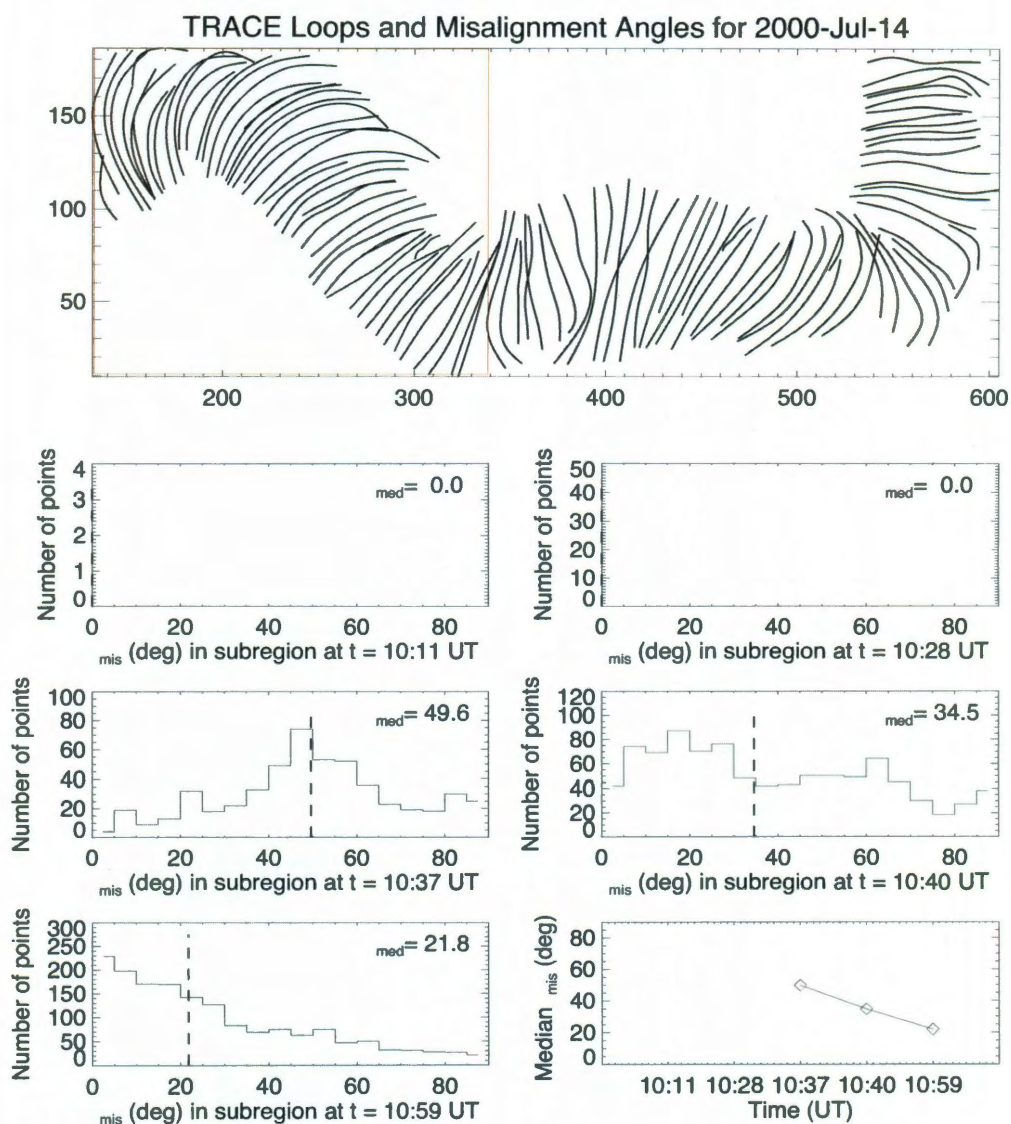 TRACE Loops and Misalignment Angles for 2000-Jul-14
150
100
50
200 300 400 500 600
Number of points
4
3
2
1
0
med= 0.0
0 20 40 60 80
mis (deg) in subregion at t = 10:11 UT
Number of points
50
40
30
20
10
0
med= 0.0
0 20 40 60 80
mis (deg) in subregion at t = 10:28 UT
Number of points
100
80
60
40
20
0
med= 49.6
0 20 40 60 80
mis (deg) in subregion at t = 10:37 UT
Number of points
120
100
80
60
40
20
0
med= 34.5
0 20 40 60 80
mis (deg) in subregion at t = 10:40 UT
Number of points
300
250
200
150
100
50
0
med= 21.8
0 20 40 60 80
mis (deg) in subregion at t = 10:59 UT
Median mis (deg)
80
60
40
20
0
10:11 10:28 10:37 10:40 10:59
Time (UT)